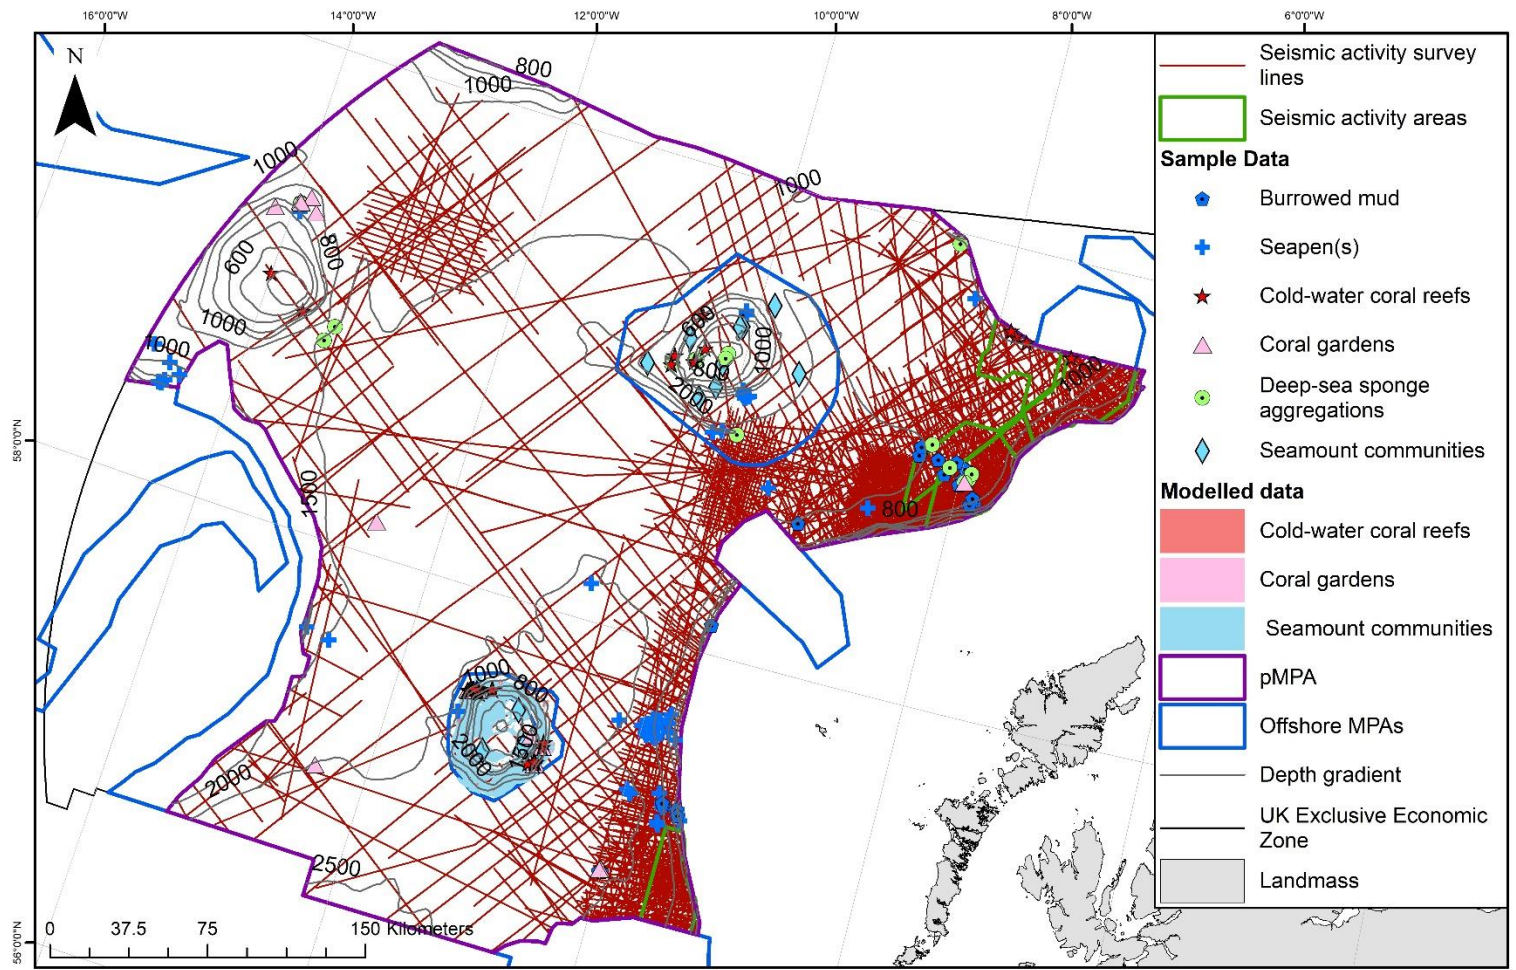 16°0'0"W
14°0'0"W
12°0'0"W
10°0'0"W
8°0'0"W
6°0'0"W
N
58°0'0"N
56°0'0"N
800
1000
1000
1000
600
800
1000
1000
600
1000
800
2000
1000
1500
800
1000
800
1500
2000
2000
2500
0
37.5
75
150 Kilometers
Seismic activity survey
lines
Seismic activity areas
Sample Data
Burrowed mud
Seapen(s)
Cold-water coral reefs
Coral gardens
Deep-sea sponge
aggregations
Seamount communities
Modelled data
Cold-water coral reefs
Coral gardens
Seamount communities
pMPA
Offshore MPAs
Depth gradient
UK Exclusive Economic
Zone
Landmass